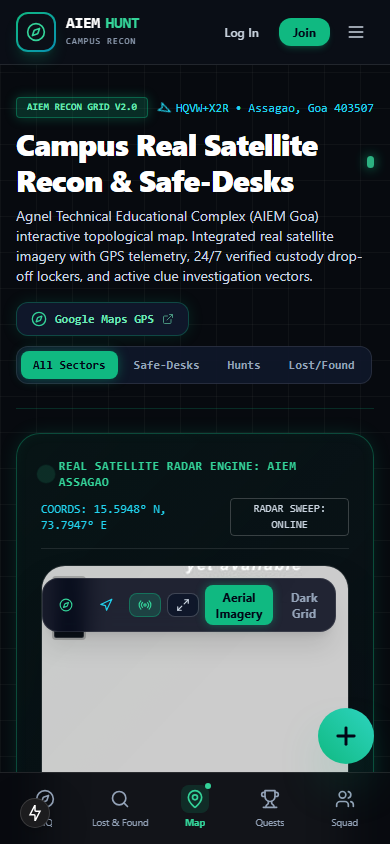 AIEM HUNT
CAMPUS RECON
Log In
Join
AIEM RECON GRID V2.0
HQVW+X2R • Assagao, Goa 403507
Campus Real Satellite
Recon & Safe-Desks
Agnel Technical Educational Complex (AIEM Goa)
interactive topological map. Integrated real satellite
imagery with GPS telemetry, 24/7 verified custody drop-
off lockers, and active clue investigation vectors.
Google Maps GPS
All Sectors
Safe-Desks
Hunts
Lost/Found
REAL SATELLITE RADAR ENGINE: AIEM
ASSAGAO
COORDS: 15.5948° N,
73.7947° E
RADAR SWEEP:
ONLINE
yet available
Aerial
Imagery
Dark
Grid
Lost & Found
Map
Quests
Squad